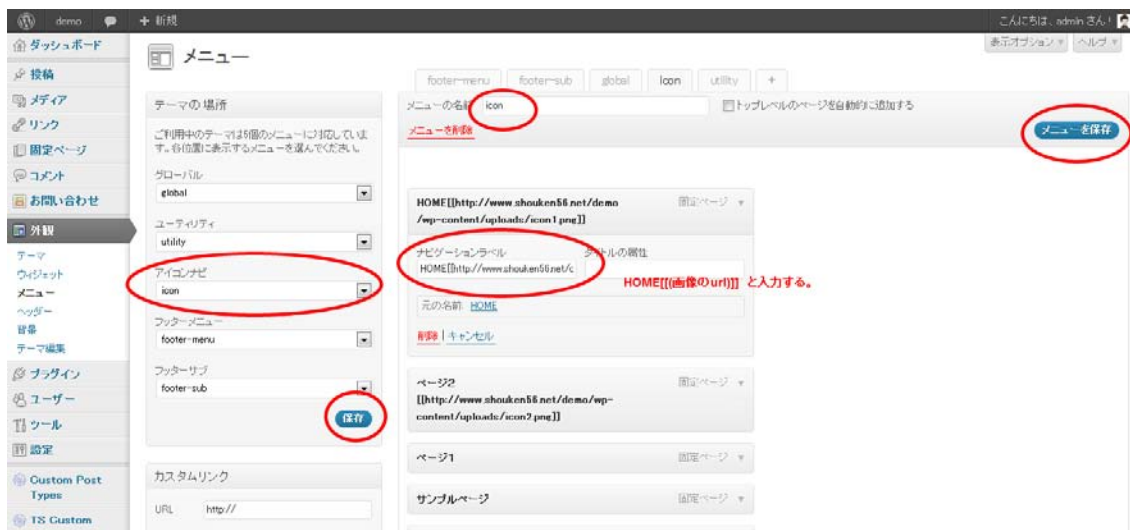 demo
+ 新規
こんにちは、admin さん!
表示オプション
ヘルプ
ダッシュボード
投稿
メディア
リンク
固定ページ
コメント
お問い合わせ
外観
テーマ
ウィジェット
メニュー
ヘッダー
背景
テーマ編集
プラグイン
ユーザー
ツール
設定
Custom Post
Types
TS Custom
メニュー
テーマの場所
ご利用中のテーマは5個のメニューに対応していま
す。各位置に表示するメニューを選んでください。
グローバル
global
ユーティリティ
utility
アイコンナビ
icon
フッターメニュー
footer-menu
フッターサブ
footer-sub
保存
カスタムリンク
URL http://
footer-menu footer-sub global icon utility +
メニューの名前 icon
トップレベルのページを自動的に追加する
メニューを削除
メニューを保存
HOME[[http://www.shouken56.net/demo 固定ページ
/wp-content/uploads/icon1.png]]
ナビゲーションラベル タイトルの属性
HOME[[http://www.shouken56.net/c
HOME[[(画像のurl)]] と入力する。
元の名前: HOME
削除 | キャンセル
ページ2 固定ページ
[[http://www.shouken56.net/demo/wp-
content/uploads/icon2.png]]
ページ1 固定ページ
サンプルページ 固定ページ